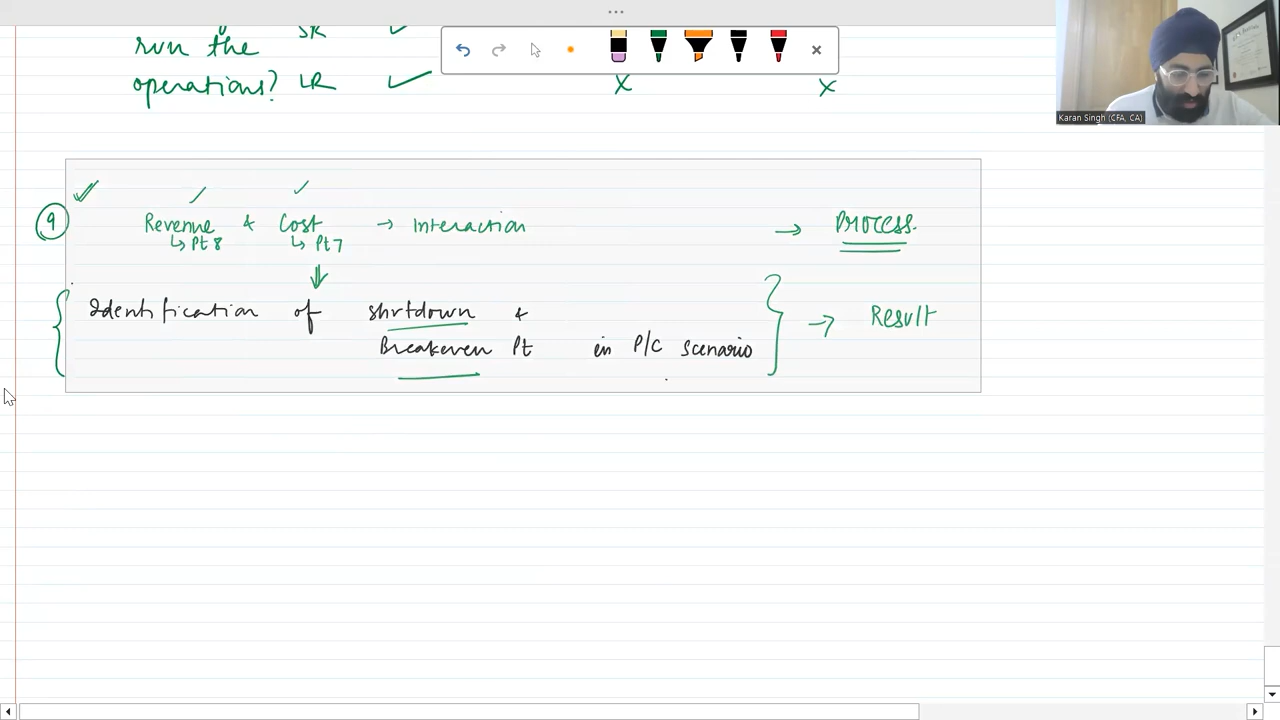 SR
run the
operations? LR
X X
Karan Singh (CFA, CA)
9 Revenue & Cost → Interaction → Process.
↳ Pt 8 ↳ Pt 7
Identification of shutdown & → Result
Breakeven Pt in P/C scenario